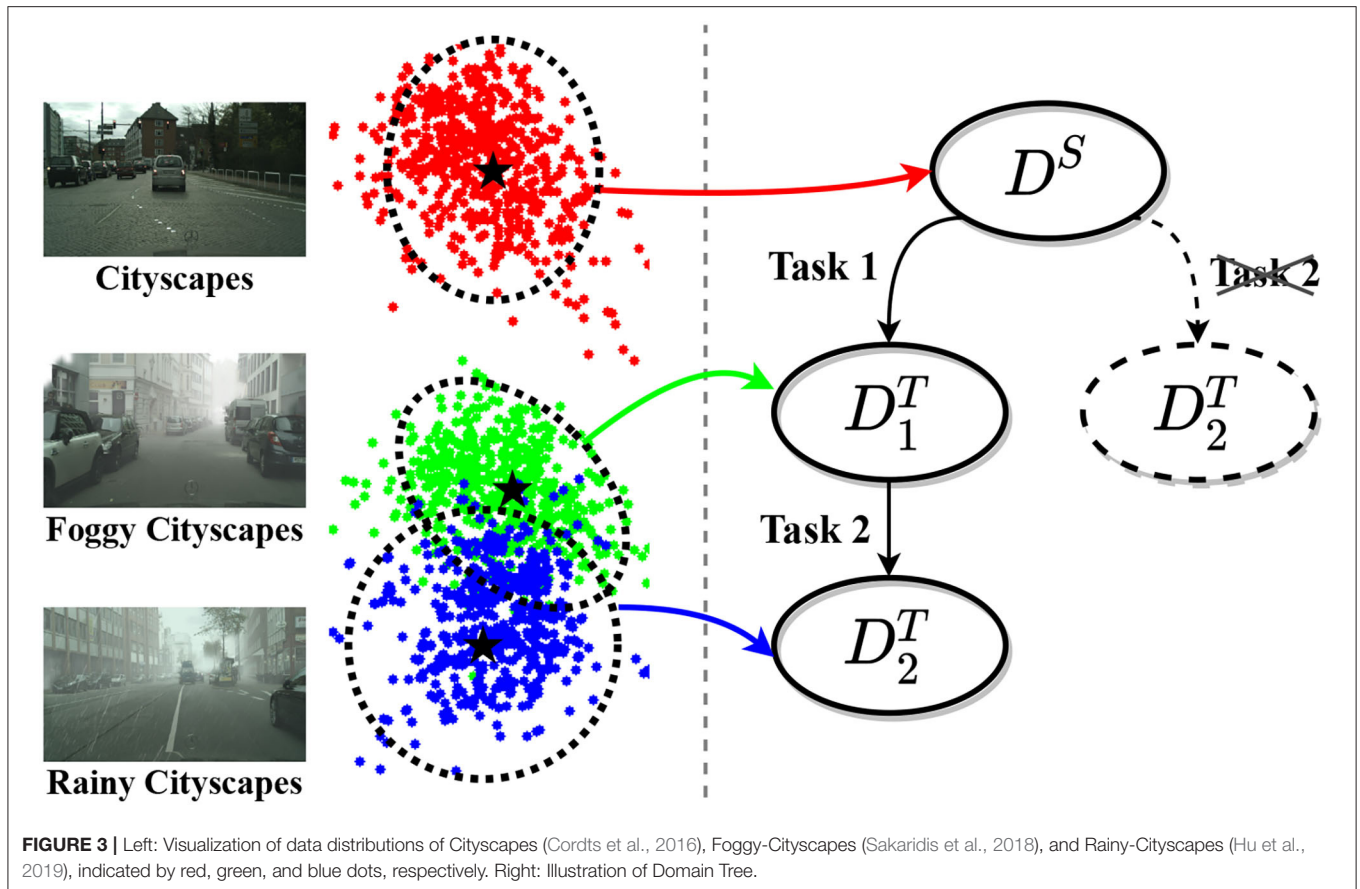 Cityscapes
Foggy Cityscapes
Rainy Cityscapes
D^S
Task 1
Task 2
D_1^T
D_2^T
Task 2
D_2^T
FIGURE 3 | Left: Visualization of data distributions of Cityscapes (Cordts et al., 2016), Foggy-Cityscapes (Sakaridis et al., 2018), and Rainy-Cityscapes (Hu et al.,
2019), indicated by red, green, and blue dots, respectively. Right: Illustration of Domain Tree.